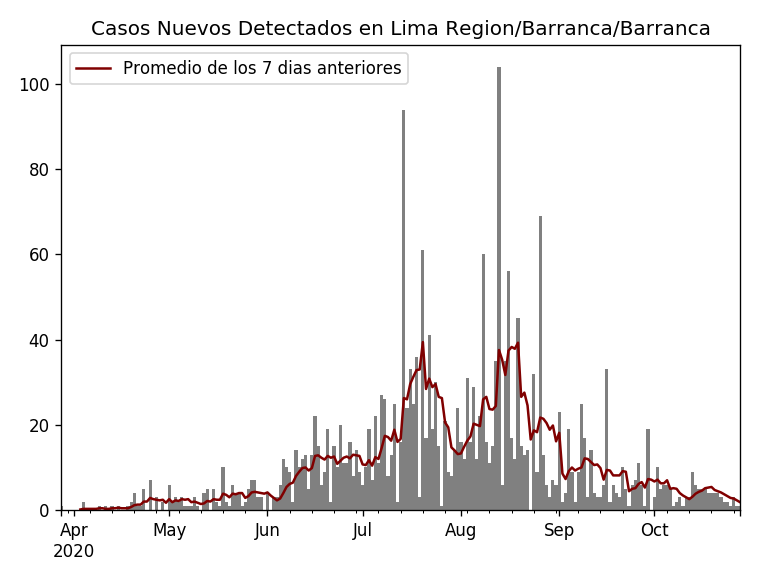 Casos Nuevos Detectados en Lima Region/Barranca/Barranca
Promedio de los 7 dias anteriores
100
80
60
40
20
0
Apr May Jun Jul Aug Sep Oct
2020